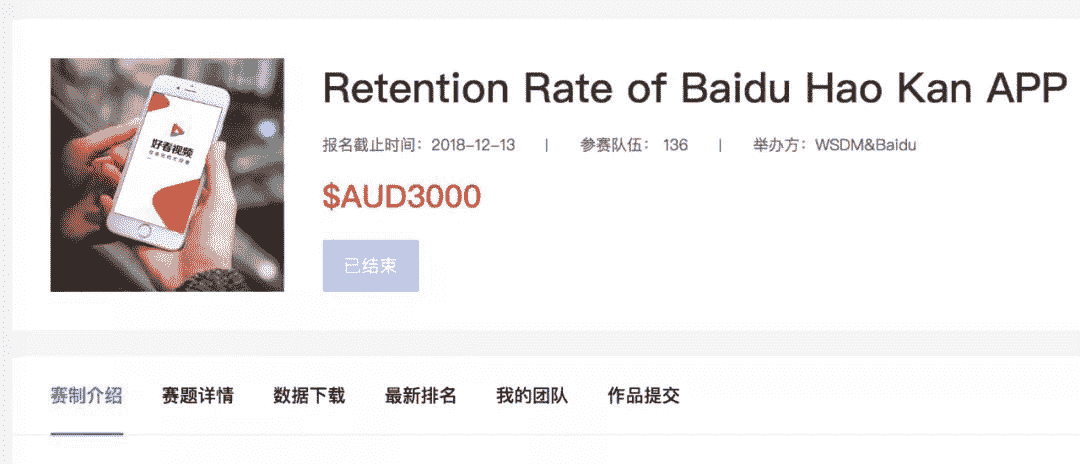 Retention Rate of Baidu Hao Kan APP
报名截止时间：2018-12-13 | 参赛队伍： 136 | 举办方：WSDM&Baidu
$AUD3000
好看视频
已结束
赛制介绍 赛题详情 数据下载 最新排名 我的团队 作品提交